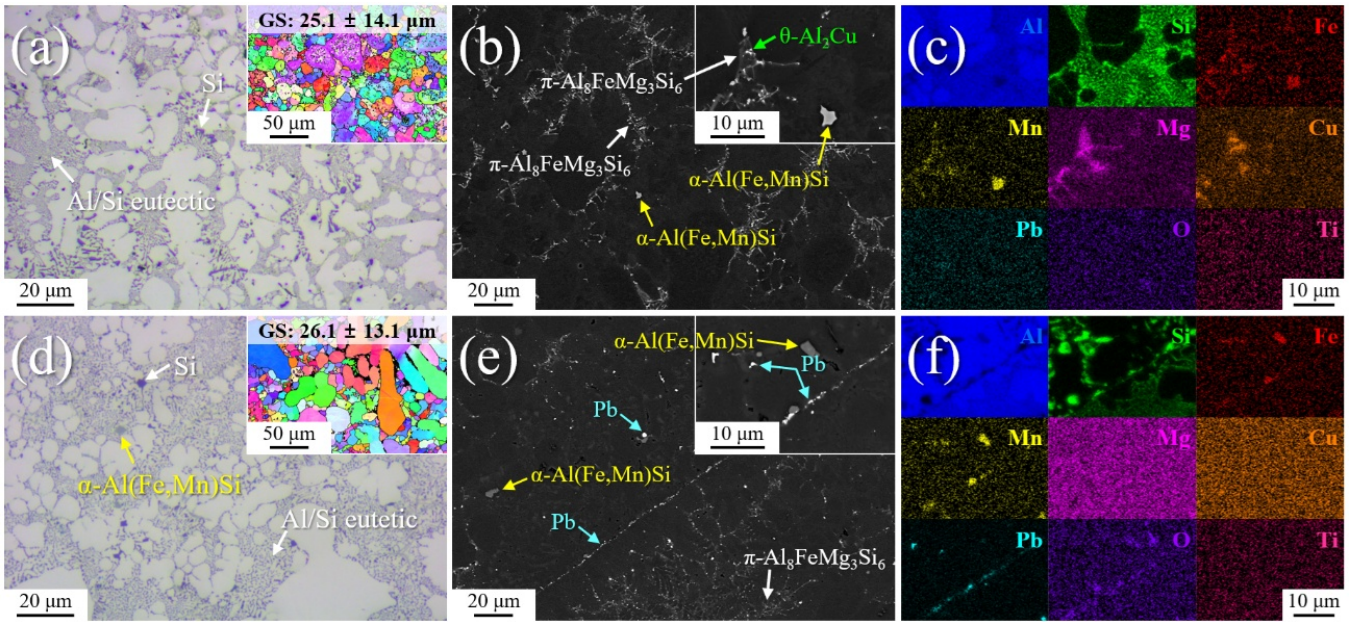 (a)
GS: 25.1 ± 14.1 μm
Si
50 μm
Al/Si eutectic
20 μm
(b)
θ-Al₂Cu
π-Al₈FeMg₃Si₆
10 μm
π-Al₈FeMg₃Si₆
α-Al(Fe,Mn)Si
α-Al(Fe,Mn)Si
20 μm
(c)
Al
Si
Fe
Mn
Mg
Cu
Pb
O
Ti
10 μm
(d)
GS: 26.1 ± 13.1 μm
Si
50 μm
α-Al(Fe,Mn)Si
Al/Si eutetic
20 μm
(e)
α-Al(Fe,Mn)Si
Pb
Pb
10 μm
α-Al(Fe,Mn)Si
Pb
π-Al₈FeMg₃Si₆
20 μm
(f)
Al
Si
Fe
Mn
Mg
Cu
Pb
O
Ti
10 μm